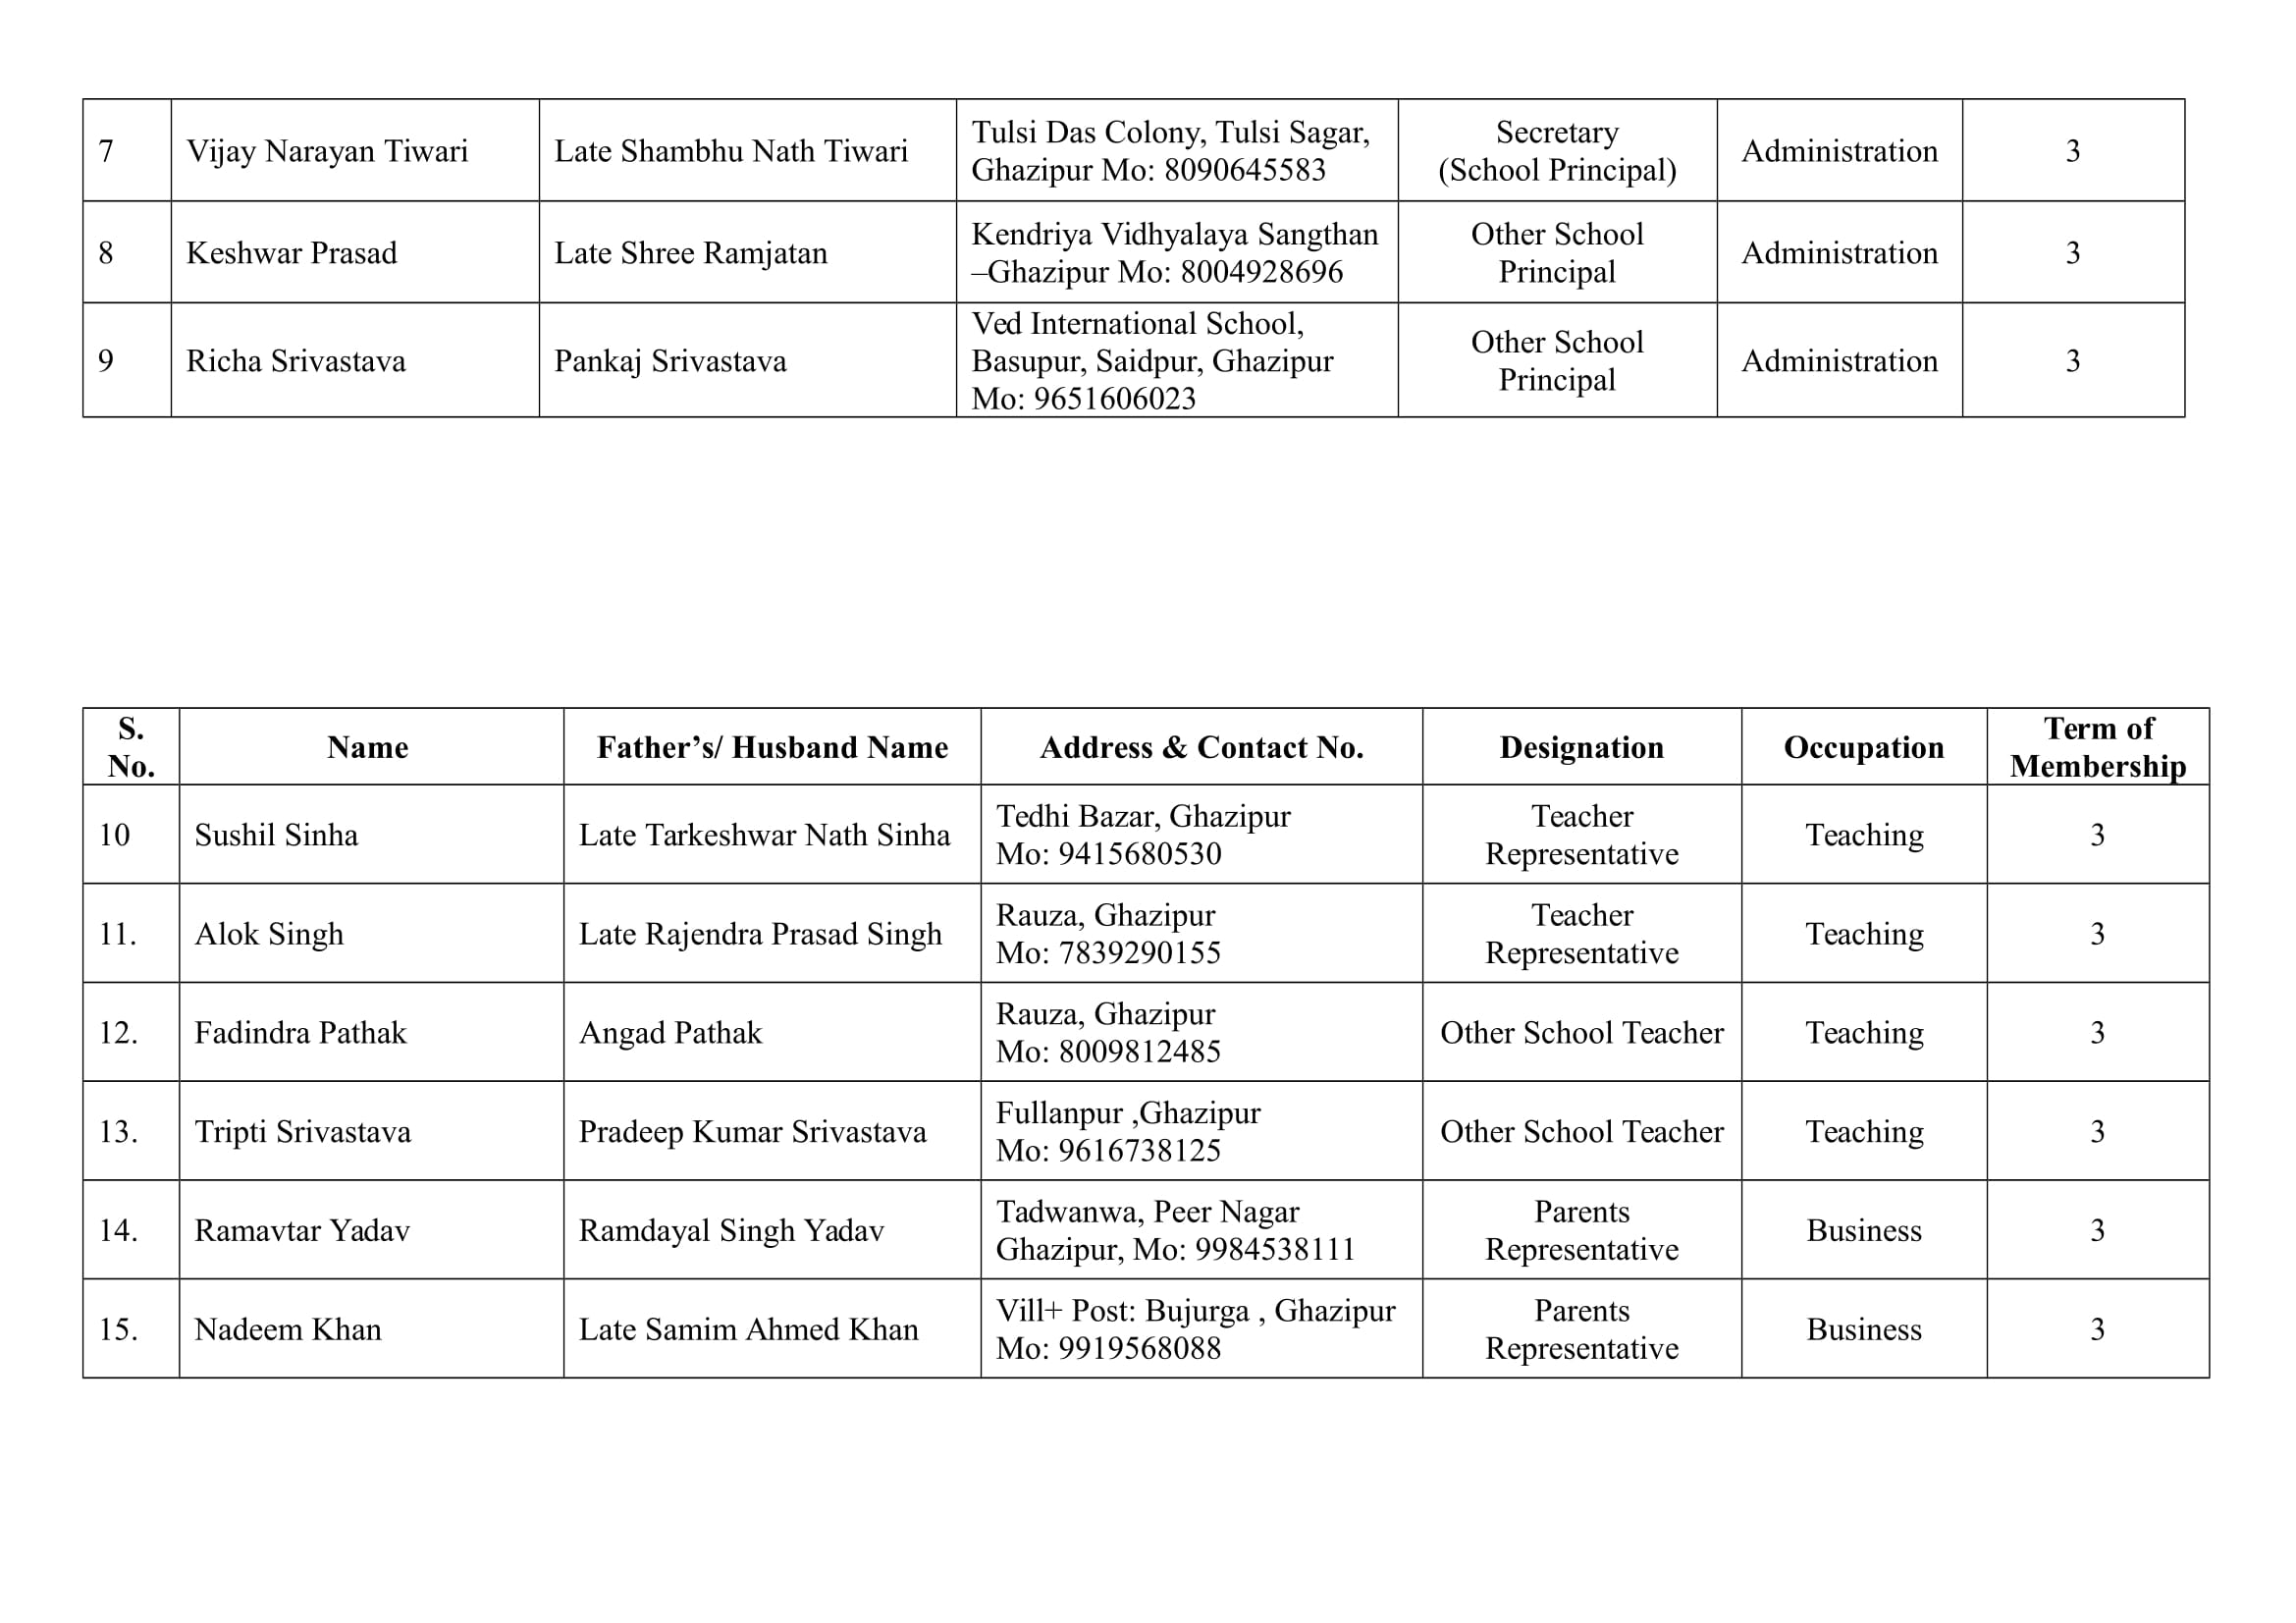 7 Vijay Narayan Tiwari Late Shambhu Nath Tiwari Tulsi Das Colony, Tulsi Sagar, Ghazipur Mo: 8090645583 Secretary (School Principal) Administration 3
8 Keshwar Prasad Late Shree Ramjatan Kendriya Vidhyalaya Sangthan –Ghazipur Mo: 8004928696 Other School Principal Administration 3
9 Richa Srivastava Pankaj Srivastava Ved International School, Basupur, Saidpur, Ghazipur Mo: 9651606023 Other School Principal Administration 3
S. No. Name Father’s/ Husband Name Address & Contact No. Designation Occupation Term of Membership
10 Sushil Sinha Late Tarkeshwar Nath Sinha Tedhi Bazar, Ghazipur Mo: 9415680530 Teacher Representative Teaching 3
11. Alok Singh Late Rajendra Prasad Singh Rauza, Ghazipur Mo: 7839290155 Teacher Representative Teaching 3
12. Fadindra Pathak Angad Pathak Rauza, Ghazipur Mo: 8009812485 Other School Teacher Teaching 3
13. Tripti Srivastava Pradeep Kumar Srivastava Fullanpur ,Ghazipur Mo: 9616738125 Other School Teacher Teaching 3
14. Ramavtar Yadav Ramdayal Singh Yadav Tadwanwa, Peer Nagar Ghazipur, Mo: 9984538111 Parents Representative Business 3
15. Nadeem Khan Late Samim Ahmed Khan Vill+ Post: Bujurga , Ghazipur Mo: 9919568088 Parents Representative Business 3